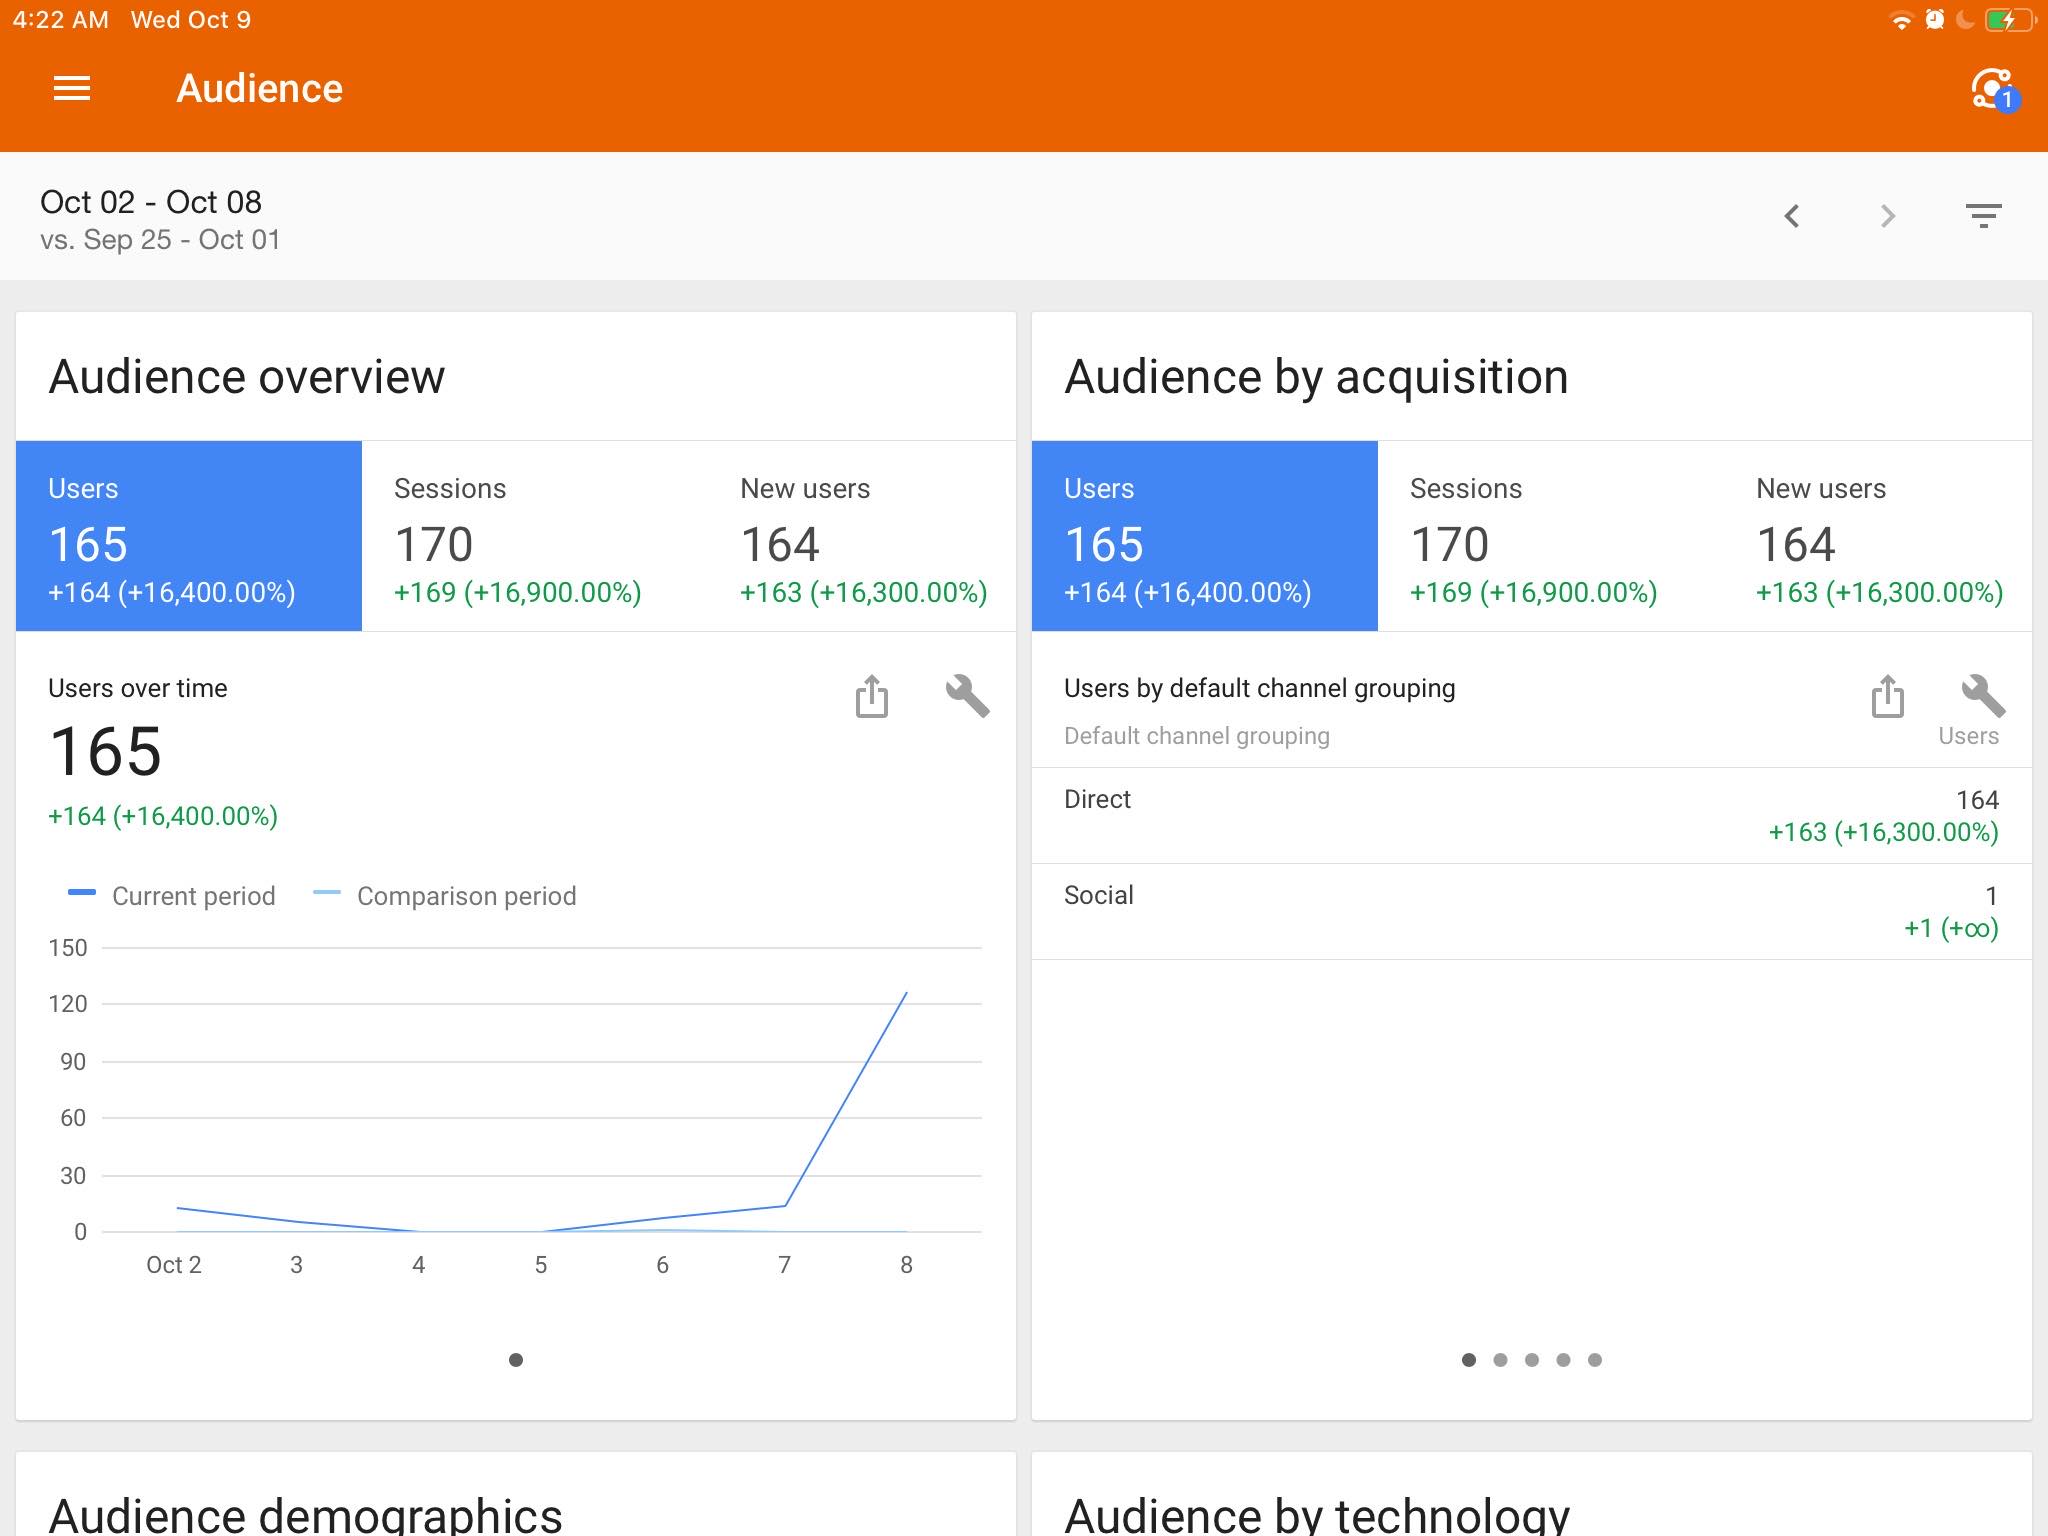 4:22 AM Wed Oct 9
Audience
1
Oct 02 - Oct 08
vs. Sep 25 - Oct 01
Audience overview
Users Sessions New users
165 170 164
+164 (+16,400.00%) +169 (+16,900.00%) +163 (+16,300.00%)
Users over time
165
+164 (+16,400.00%)
Current period Comparison period
150
120
90
60
30
0
Oct 2 3 4 5 6 7 8
Audience by acquisition
Users Sessions New users
165 170 164
+164 (+16,400.00%) +169 (+16,900.00%) +163 (+16,300.00%)
Users by default channel grouping
Default channel grouping Users
Direct 164
+163 (+16,300.00%)
Social 1
+1 (+∞)
Audience demographics
Audience by technology